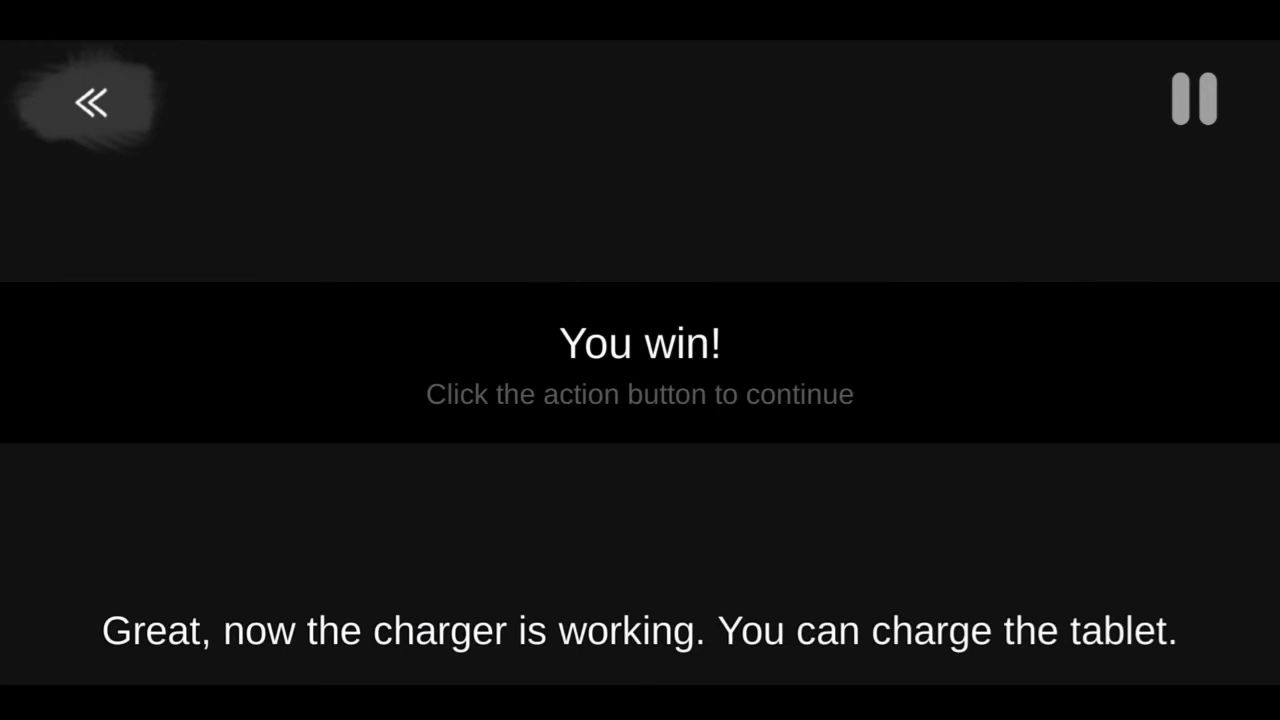 You win!
Click the action button to continue
Great, now the charger is working. You can charge the tablet.